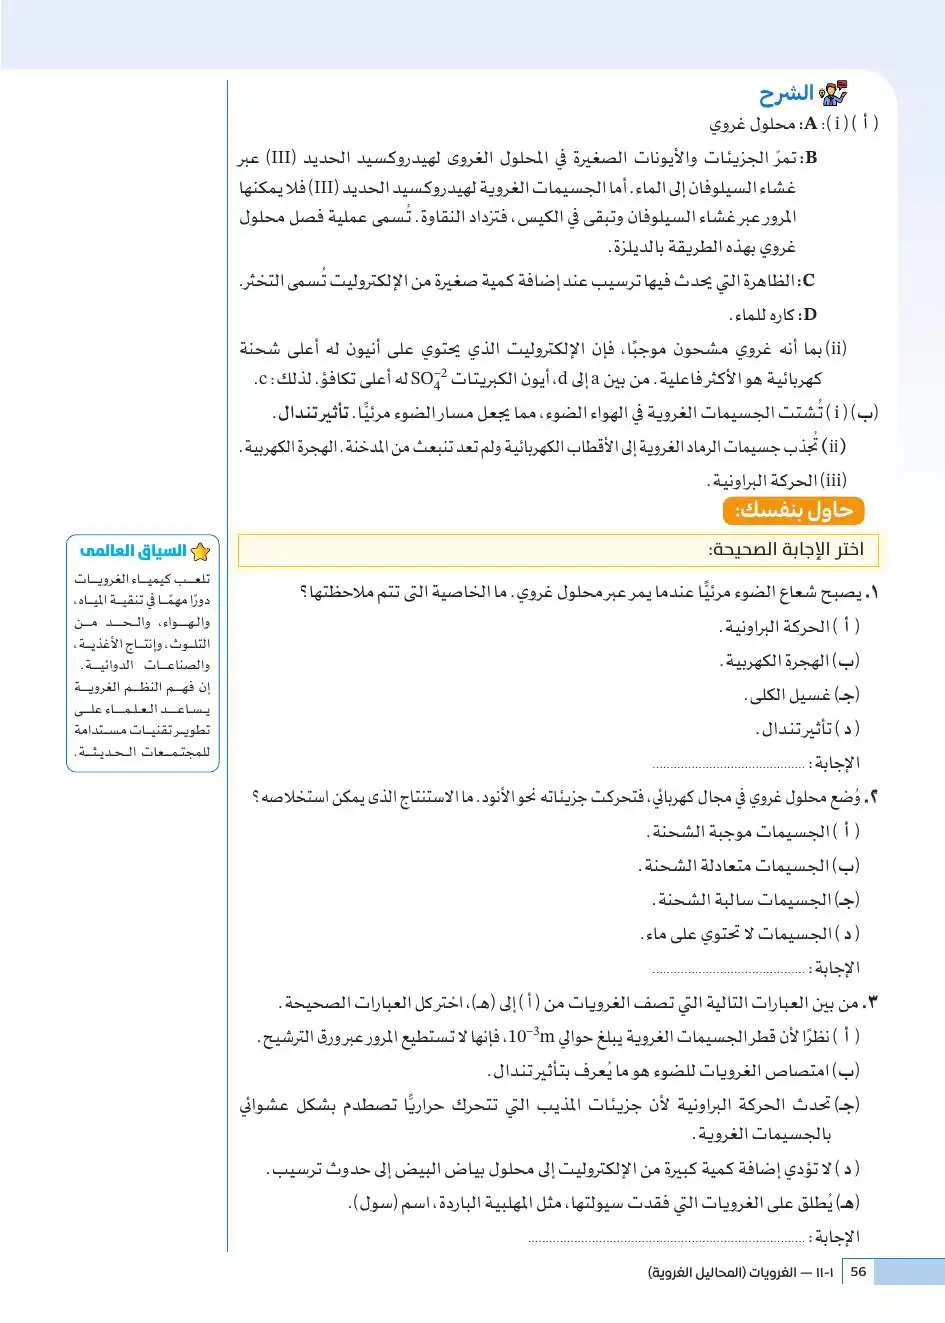 الشرح
( أ )( i ): A: محلول غروي
B: تمرّ الجزيئات والأيونات الصغيرة في المحلول الغروى لهيدروكسيد الحديد (III) عبر
غشاء السيلوفان إلى الماء. أما الجسيمات الغروية لهيدروكسيد الحديد (III) فلا يمكنها
المرور عبر غشاء السيلوفان وتبقى في الكيس، فتزداد النقاوة. تُسمى عملية فصل محلول
غروي بهذه الطريقة بالديلزة.
C: الظاهرة التي يحدث فيها ترسيب عند إضافة كمية صغيرة من الإلكتروليت تُسمى التخثر.
D: كاره للماء.
(ii) بما أنه غروي مشحون موجبًا، فإن الإلكتروليت الذي يحتوي على أنيون له أعلى شحنة
كهربائية هو الأكثر فاعلية. من بين a إلى d، أيون الكبريتات SO₄⁻² له أعلى تكافؤ. لذلك: c.
(ب)( i ) تُشتت الجسيمات الغروية في الهواء الضوء، مما يجعل مسار الضوء مرئيًا. تأثير تندال.
(ii) تُجذب جسيمات الرماد الغروية إلى الأقطاب الكهربائية ولم تعد تنبعث من المدخنة. الهجرة الكهربية.
(iii) الحركة البراونية.
حاول بنفسك:
اختر الإجابة الصحيحة:
١. يصبح شعاع الضوء مرئيًّا عندما يمر عبر محلول غروي. ما الخاصية التى تتم ملاحظتها؟
( أ ) الحركة البراونية.
(ب) الهجرة الكهربية.
(جـ) غسيل الكلى.
( د ) تأثير تندال.
الإجابة: ...........................................
٢. وُضع محلول غروي في مجال كهربائي، فتحركت جزيئاته نحو الأنود. ما الاستنتاج الذى يمكن استخلاصه؟
( أ ) الجسيمات موجبة الشحنة.
(ب) الجسيمات متعادلة الشحنة.
(جـ) الجسيمات سالبة الشحنة.
( د ) الجسيمات لا تحتوي على ماء.
الإجابة: ...........................................
٣. من بين العبارات التالية التي تصف الغرويات من ( أ ) إلى (هـ)، اختر كل العبارات الصحيحة.
( أ ) نظرًا لأن قطر الجسيمات الغروية يبلغ حوالي 10⁻³m، فإنها لا تستطيع المرور عبر ورق الترشيح.
(ب) امتصاص الغرويات للضوء هو ما يُعرف بتأثير تندال.
(جـ) تحدث الحركة البراونية لأن جزيئات المذيب التي تتحرك حراريًّا تصطدم بشكل عشوائي
بالجسيمات الغروية.
( د ) لا تؤدي إضافة كمية كبيرة من الإلكتروليت إلى محلول بياض البيض إلى حدوث ترسيب.
(هـ) يُطلق على الغرويات التي فقدت سيولتها، مثل المهلبية الباردة، اسم (سول).
الإجابة: ..............................................................................
السياق العالمى
تلعب كيمياء الغرويات
دورًا مهمًا في تنقية المياه،
والهواء، والحد من
التلوث، وإنتاج الأغذية،
والصناعات الدوائية.
إن فهم النظم الغروية
يساعد العلماء على
تطوير تقنيات مستدامة
للمجتمعات الحديثة.
56 ١-١١ — الغرويات (المحاليل الغروية)